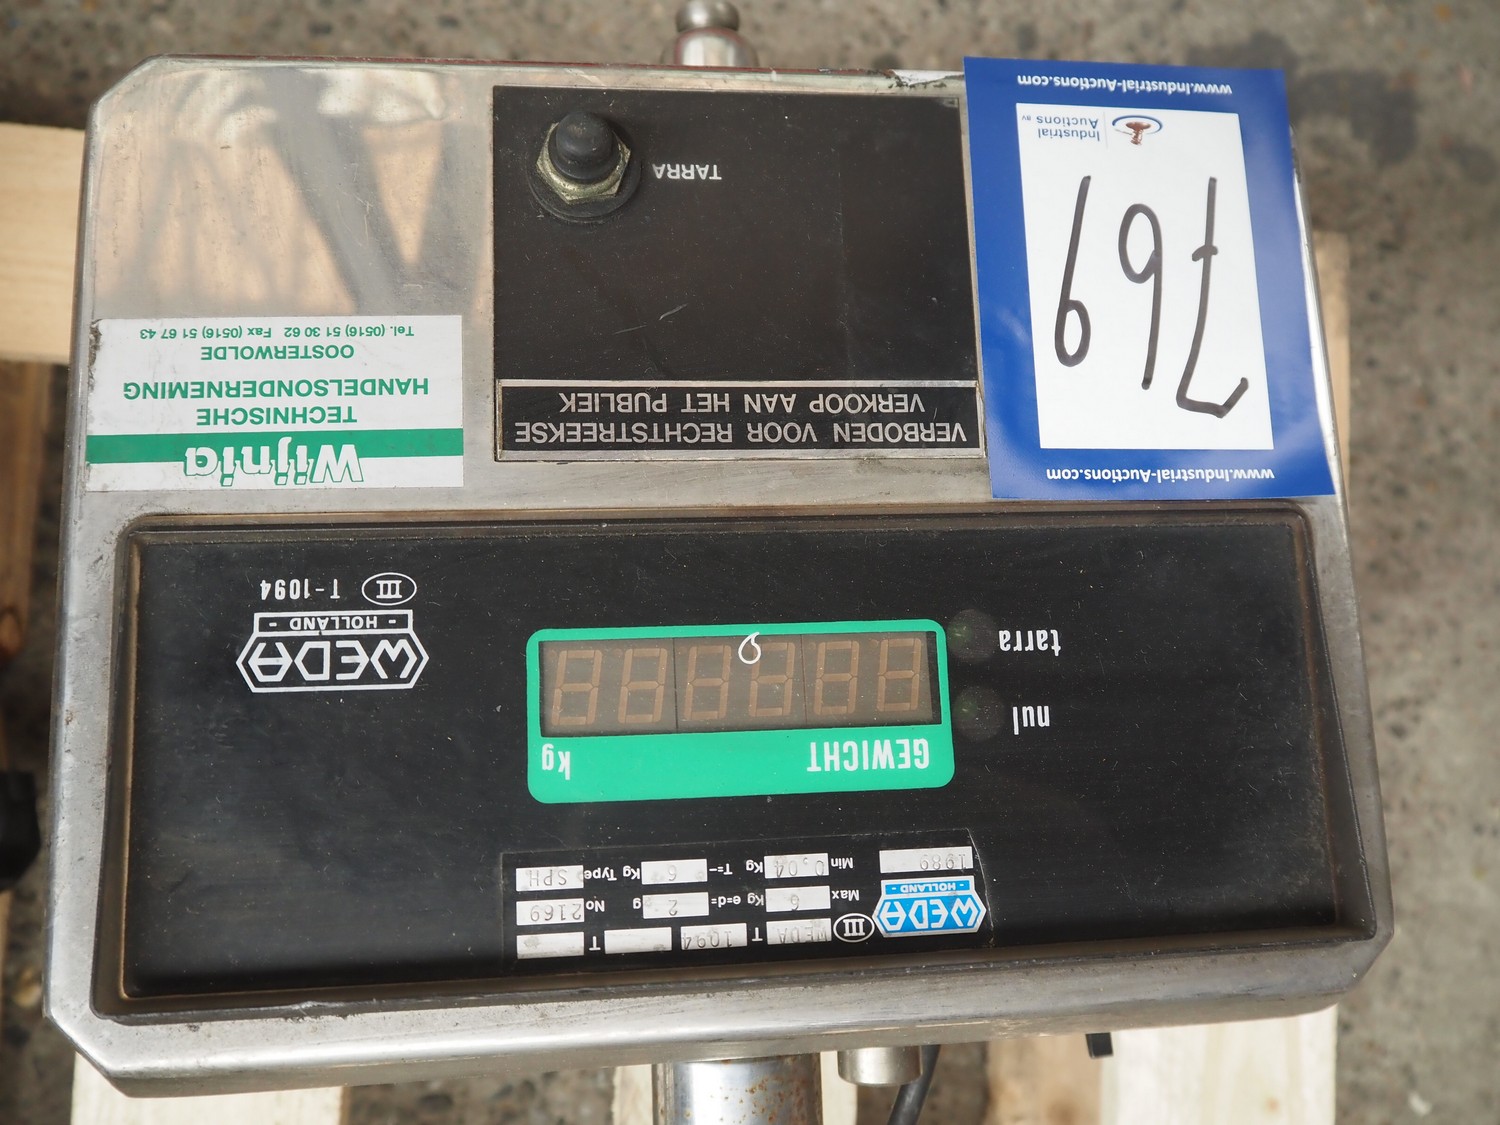 WEDA
- HOLLAND -
III WEDA T 1094 T
Max 6 Kg e=d= 2 g No 2169
1989 Min 0,04 Kg T=- 6 Kg Type SPH
GEWICHT kg
nul
tarra
WEDA
- HOLLAND -
III T-1094
www.Industrial-Auctions.com
769
Industrial
Auctions BV
www.Industrial-Auctions.com
VERBODEN VOOR RECHTSTREEKSE
VERKOOP AAN HET PUBLIEK
TARRA
Wijnia
TECHNISCHE
HANDELSONDERNEMING
OOSTERWOLDE
Tel. (0516) 51 30 62 Fax (0516) 51 67 43